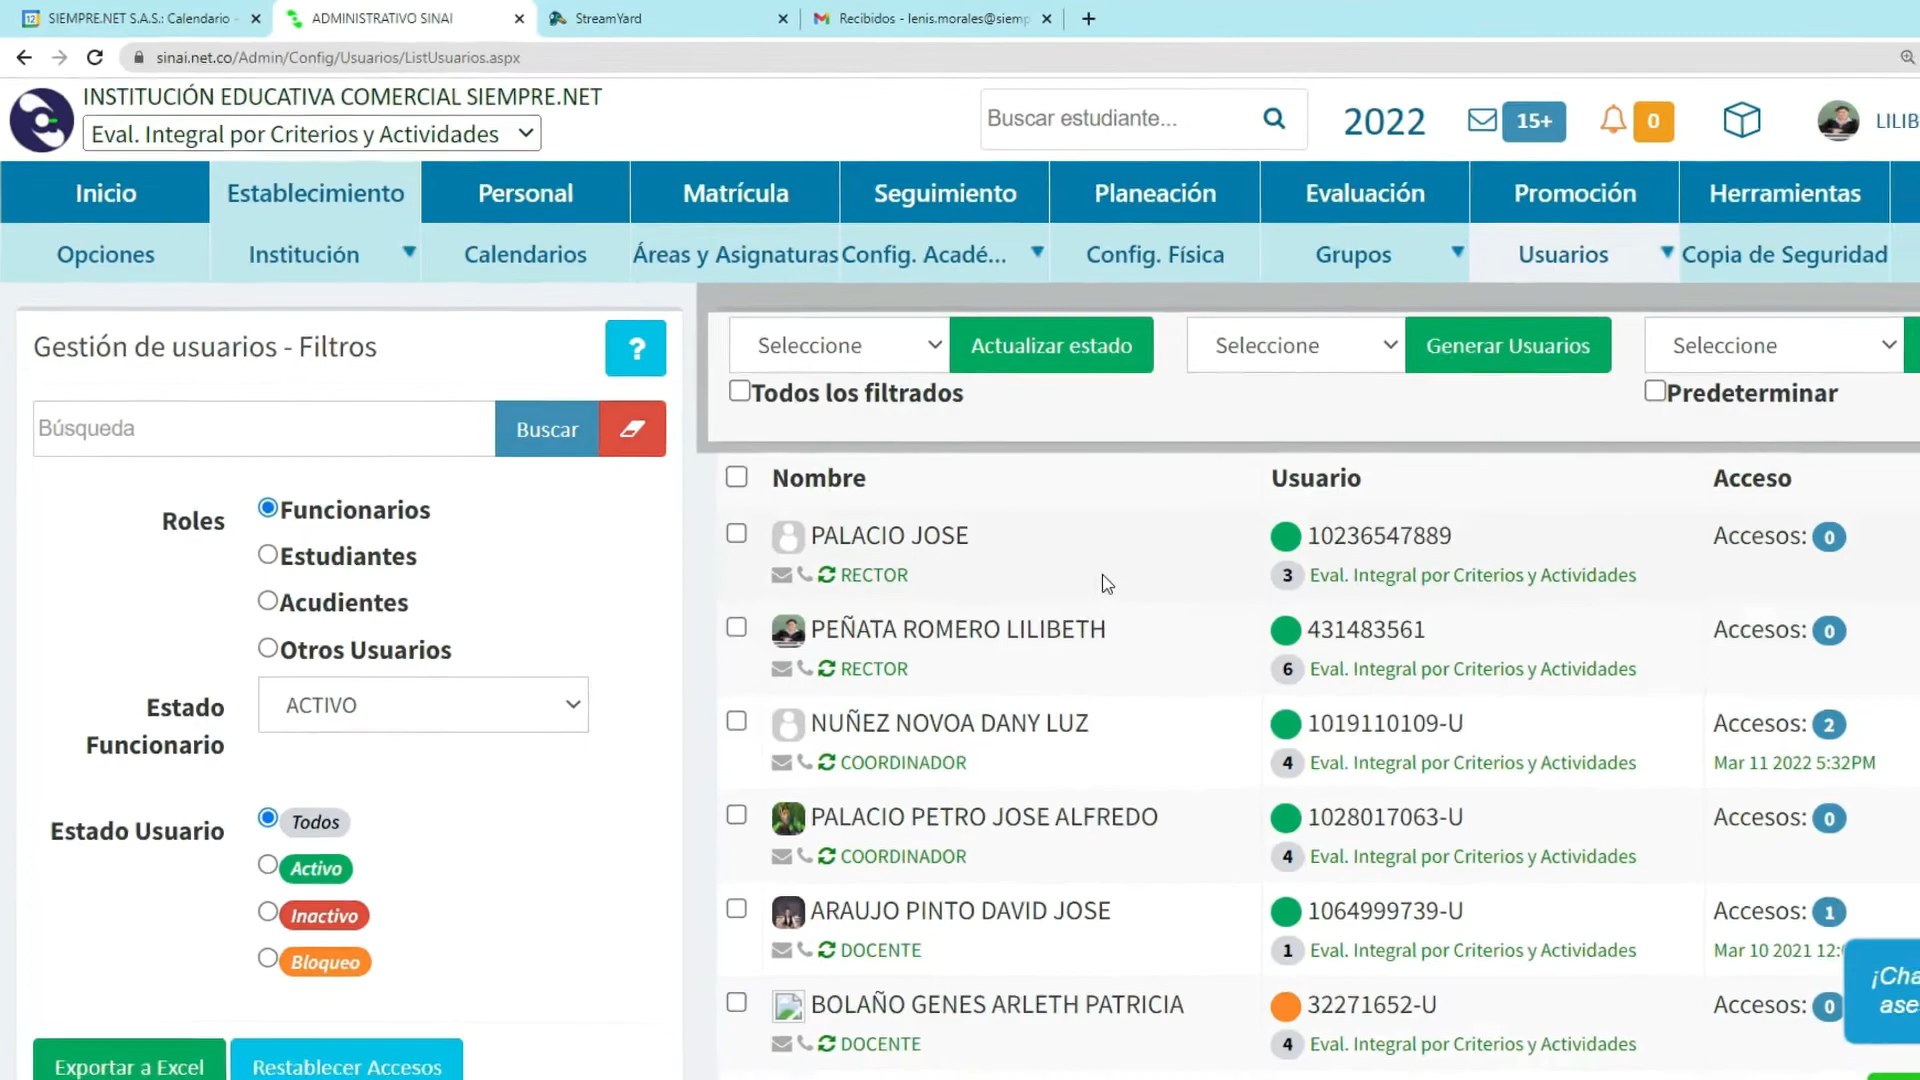 SIEMPRE.NET S.A.S.: Calendario -
ADMINISTRATIVO SINAI
StreamYard
Recibidos - lenis.morales@siemp
sinai.net.co/Admin/Config/Usuarios/ListUsuarios.aspx
INSTITUCIÓN EDUCATIVA COMERCIAL SIEMPRE.NET
Eval. Integral por Criterios y Actividades
Buscar estudiante...
2022
15+
0
LILIB
Inicio
Establecimiento
Personal
Matrícula
Seguimiento
Planeación
Evaluación
Promoción
Herramientas
Opciones
Institución
Calendarios
Áreas y Asignaturas
Config. Acadé...
Config. Física
Grupos
Usuarios
Copia de Seguridad
Gestión de usuarios - Filtros
?
Búsqueda
Buscar
Roles
Funcionarios
Estudiantes
Acudientes
Otros Usuarios
Estado Funcionario
ACTIVO
Estado Usuario
Todos
Activo
Inactivo
Bloqueo
Exportar a Excel
Restablecer Accesos
Seleccione
Actualizar estado
Seleccione
Generar Usuarios
Seleccione
Todos los filtrados
Predeterminar
Nombre
Usuario
Acceso
PALACIO JOSE
10236547889
Accesos: 0
RECTOR
3 Eval. Integral por Criterios y Actividades
PEÑATA ROMERO LILIBETH
431483561
Accesos: 0
RECTOR
6 Eval. Integral por Criterios y Actividades
NUÑEZ NOVOA DANY LUZ
1019110109-U
Accesos: 2
COORDINADOR
4 Eval. Integral por Criterios y Actividades
Mar 11 2022 5:32PM
PALACIO PETRO JOSE ALFREDO
1028017063-U
Accesos: 0
COORDINADOR
4 Eval. Integral por Criterios y Actividades
ARAUJO PINTO DAVID JOSE
1064999739-U
Accesos: 1
DOCENTE
1 Eval. Integral por Criterios y Actividades
Mar 10 2021 12:
BOLAÑO GENES ARLETH PATRICIA
32271652-U
Accesos: 0
DOCENTE
4 Eval. Integral por Criterios y Actividades
¡Cha
ase